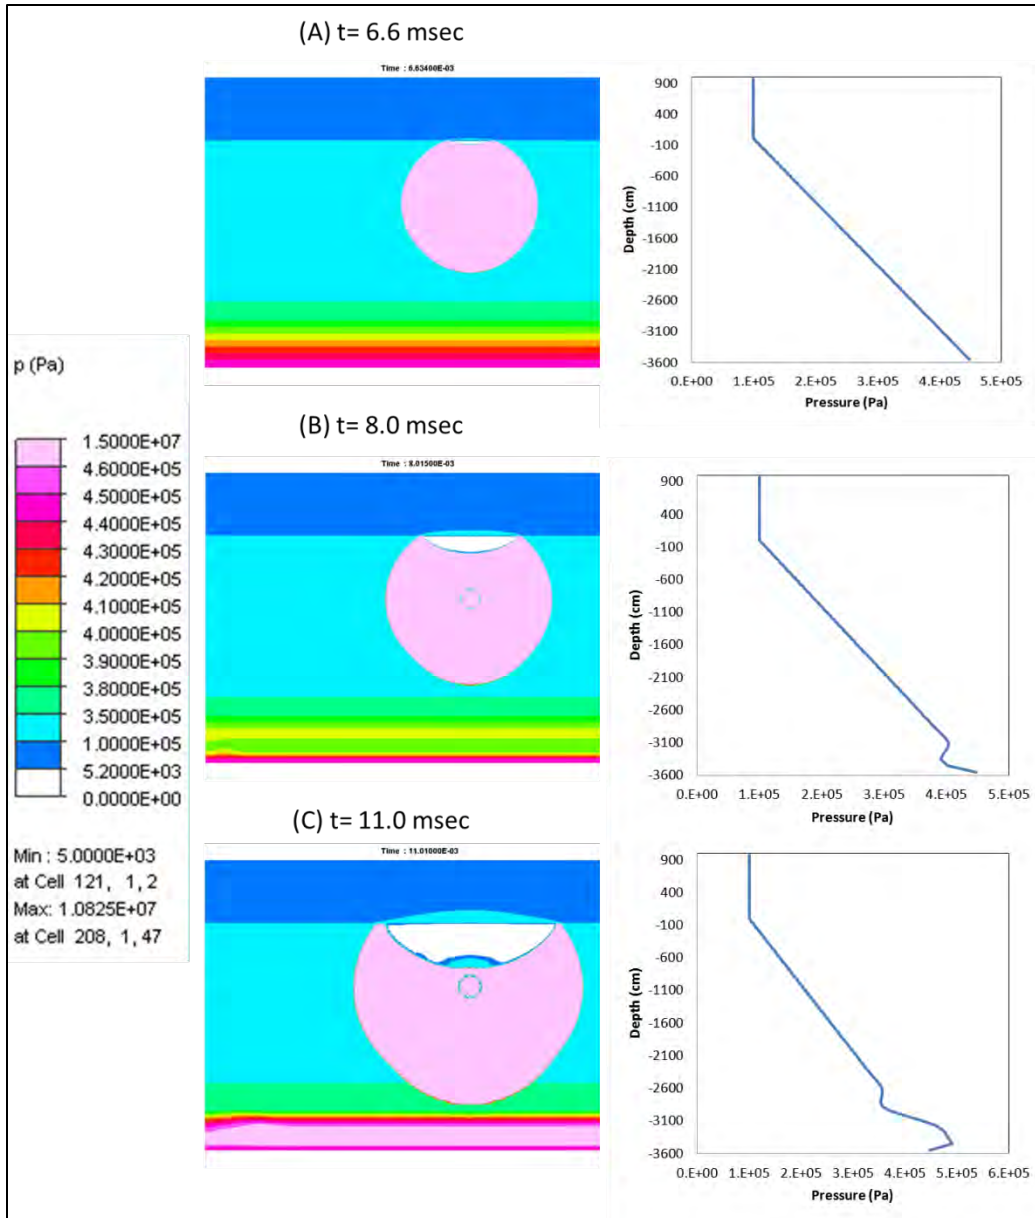 (A) t= 6.6 msec
Time : 6.63400E-03
900
400
-100
-600
-1100
-1600
-2100
-2600
-3100
-3600
Depth (cm)
0.E+00 1.E+05 2.E+05 3.E+05 4.E+05 5.E+05
Pressure (Pa)
p (Pa)
1.5000E+07
4.6000E+05
4.5000E+05
4.4000E+05
4.3000E+05
4.2000E+05
4.1000E+05
4.0000E+05
3.9000E+05
3.8000E+05
3.5000E+05
1.0000E+05
5.2000E+03
0.0000E+00
Min : 5.0000E+03
at Cell 121, 1, 2
Max: 1.0825E+07
at Cell 208, 1, 47
(B) t= 8.0 msec
Time : 8.01500E-03
900
400
-100
-600
-1100
-1600
-2100
-2600
-3100
-3600
Depth (cm)
0.E+00 1.E+05 2.E+05 3.E+05 4.E+05 5.E+05
Pressure (Pa)
(C) t= 11.0 msec
Time : 11.01000E-03
900
400
-100
-600
-1100
-1600
-2100
-2600
-3100
-3600
Depth (cm)
0.E+00 1.E+05 2.E+05 3.E+05 4.E+05 5.E+05 6.E+05
Pressure (Pa)